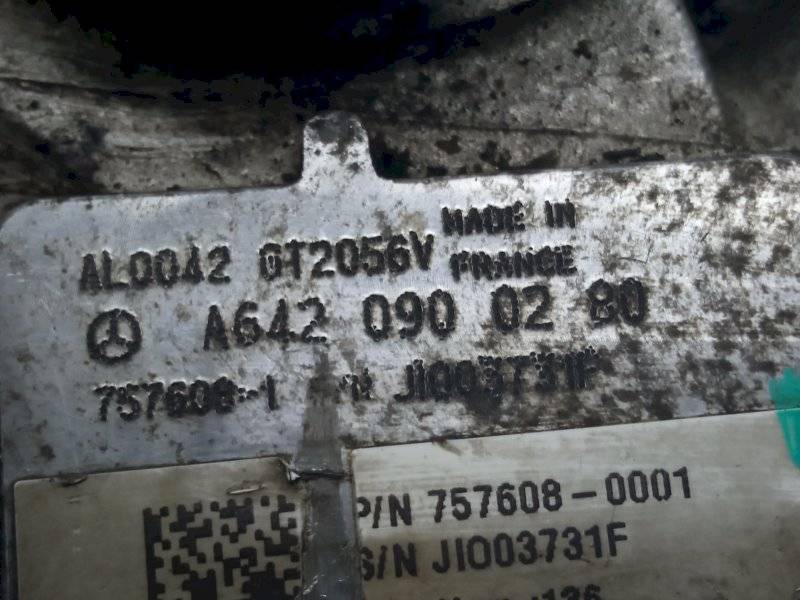 MADE IN
AL0042 GT2056V FRANCE
A642 090 02 80
757608-1 S/N JI003731F
P/N 757608-0001
S/N JI003731F